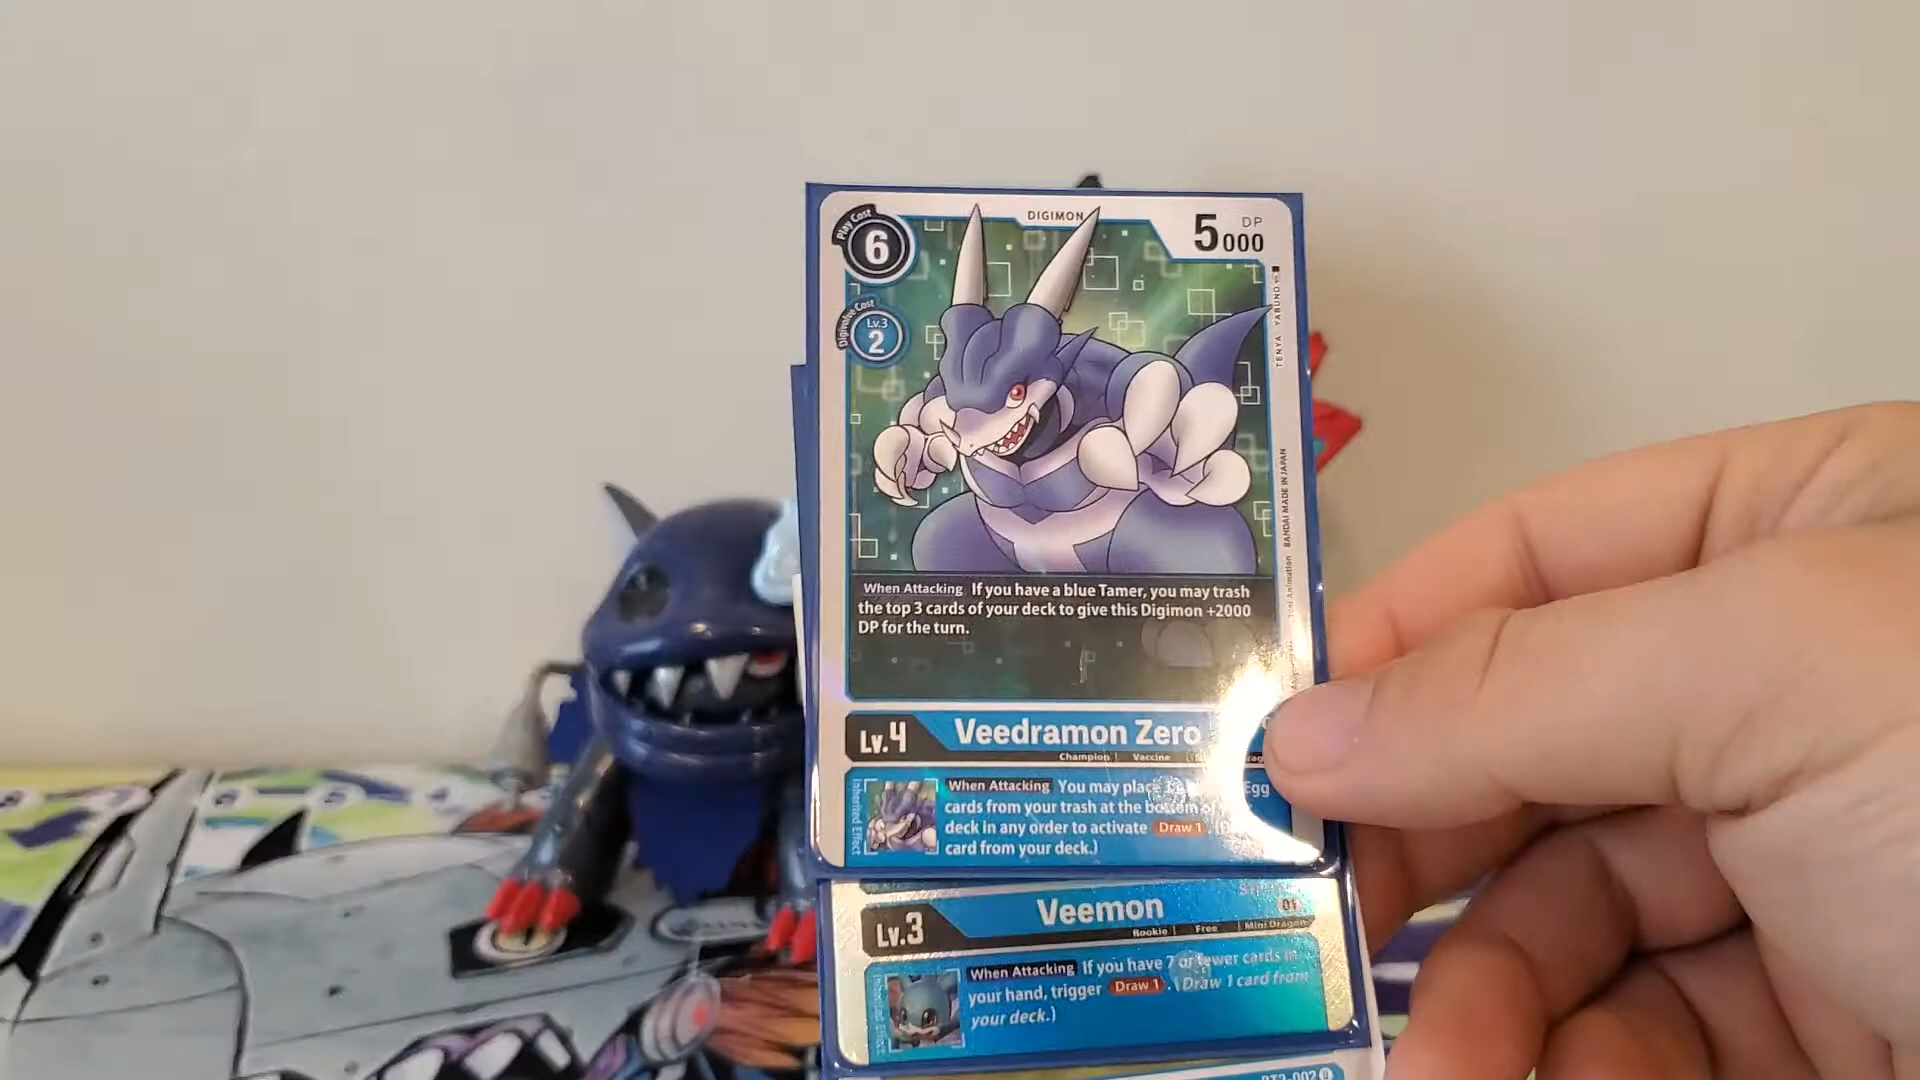 Play Cost
6
DIGIMON
5000
DP
Digivolve Cost
Lv.3
2
TENYA YABUNO
BANDAI MADE IN JAPAN
When Attacking If you have a blue Tamer, you may trash
the top 3 cards of your deck to give this Digimon +2000
DP for the turn.
Lv.4
Veedramon Zero
Champion | Vaccine
Inherited Effect
When Attacking You may place Egg
cards from your trash at the bottom of
deck in any order to activate Draw 1.
card from your deck.)
Lv.3
Veemon
01
Rookie | Free | Mini Dragon
Inherited Effect
When Attacking If you have 7 or fewer cards in
your hand, trigger Draw 1. (Draw 1 card from
your deck.)